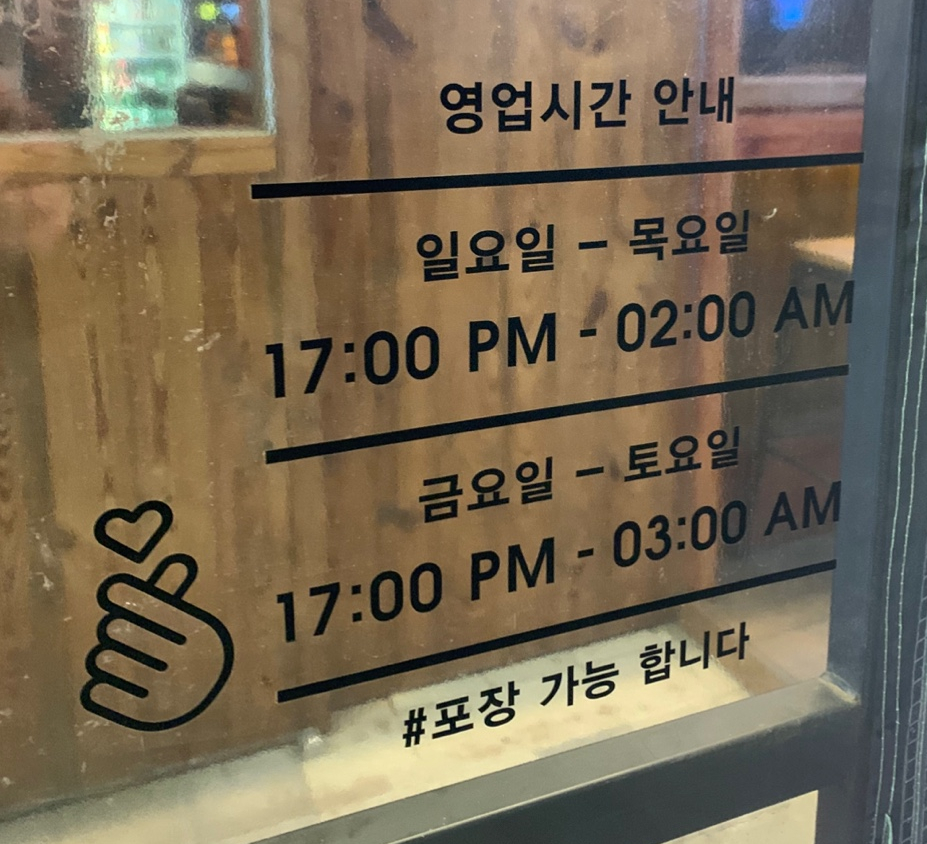 영업시간 안내
일요일 - 목요일
17:00 PM - 02:00 AM
금요일 - 토요일
17:00 PM - 03:00 AM
#포장 가능 합니다